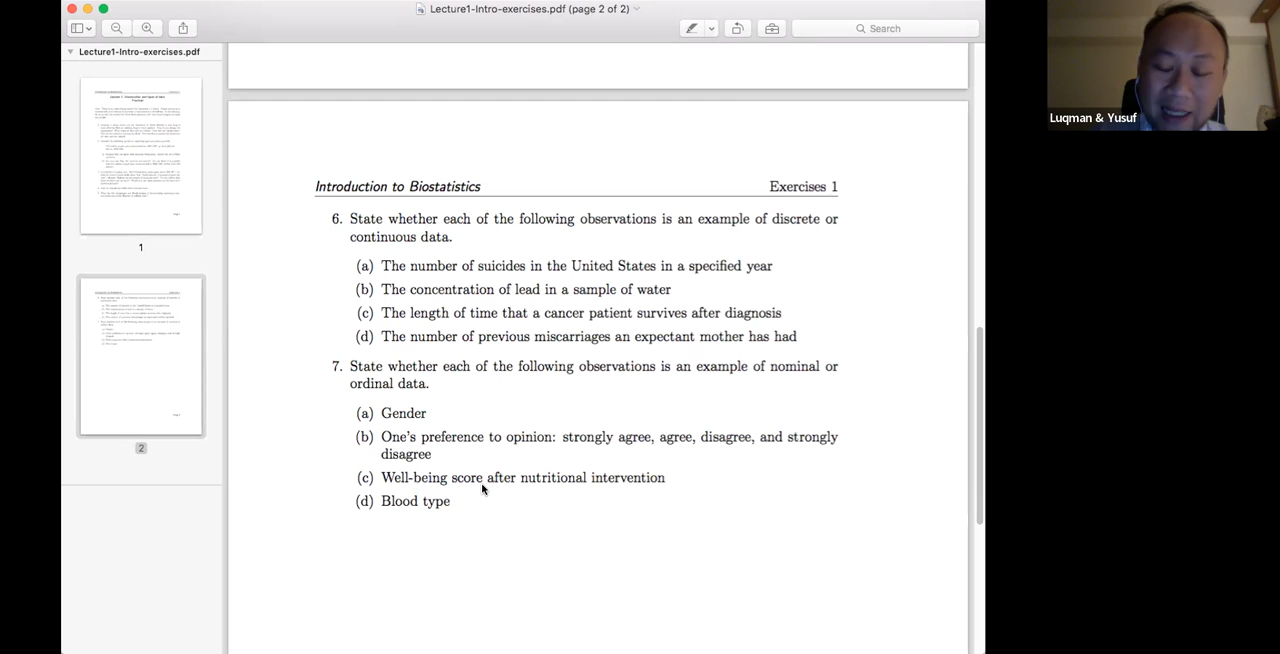 Lecture1-Intro-exercises.pdf (page 2 of 2)
Search
Lecture1-Intro-exercises.pdf
1
2
Introduction to Biostatistics Exercises 1
6. State whether each of the following observations is an example of discrete or
continuous data.
(a) The number of suicides in the United States in a specified year
(b) The concentration of lead in a sample of water
(c) The length of time that a cancer patient survives after diagnosis
(d) The number of previous miscarriages an expectant mother has had
7. State whether each of the following observations is an example of nominal or
ordinal data.
(a) Gender
(b) One's preference to opinion: strongly agree, agree, disagree, and strongly
disagree
(c) Well-being score after nutritional intervention
(d) Blood type
Luqman & Yusuf